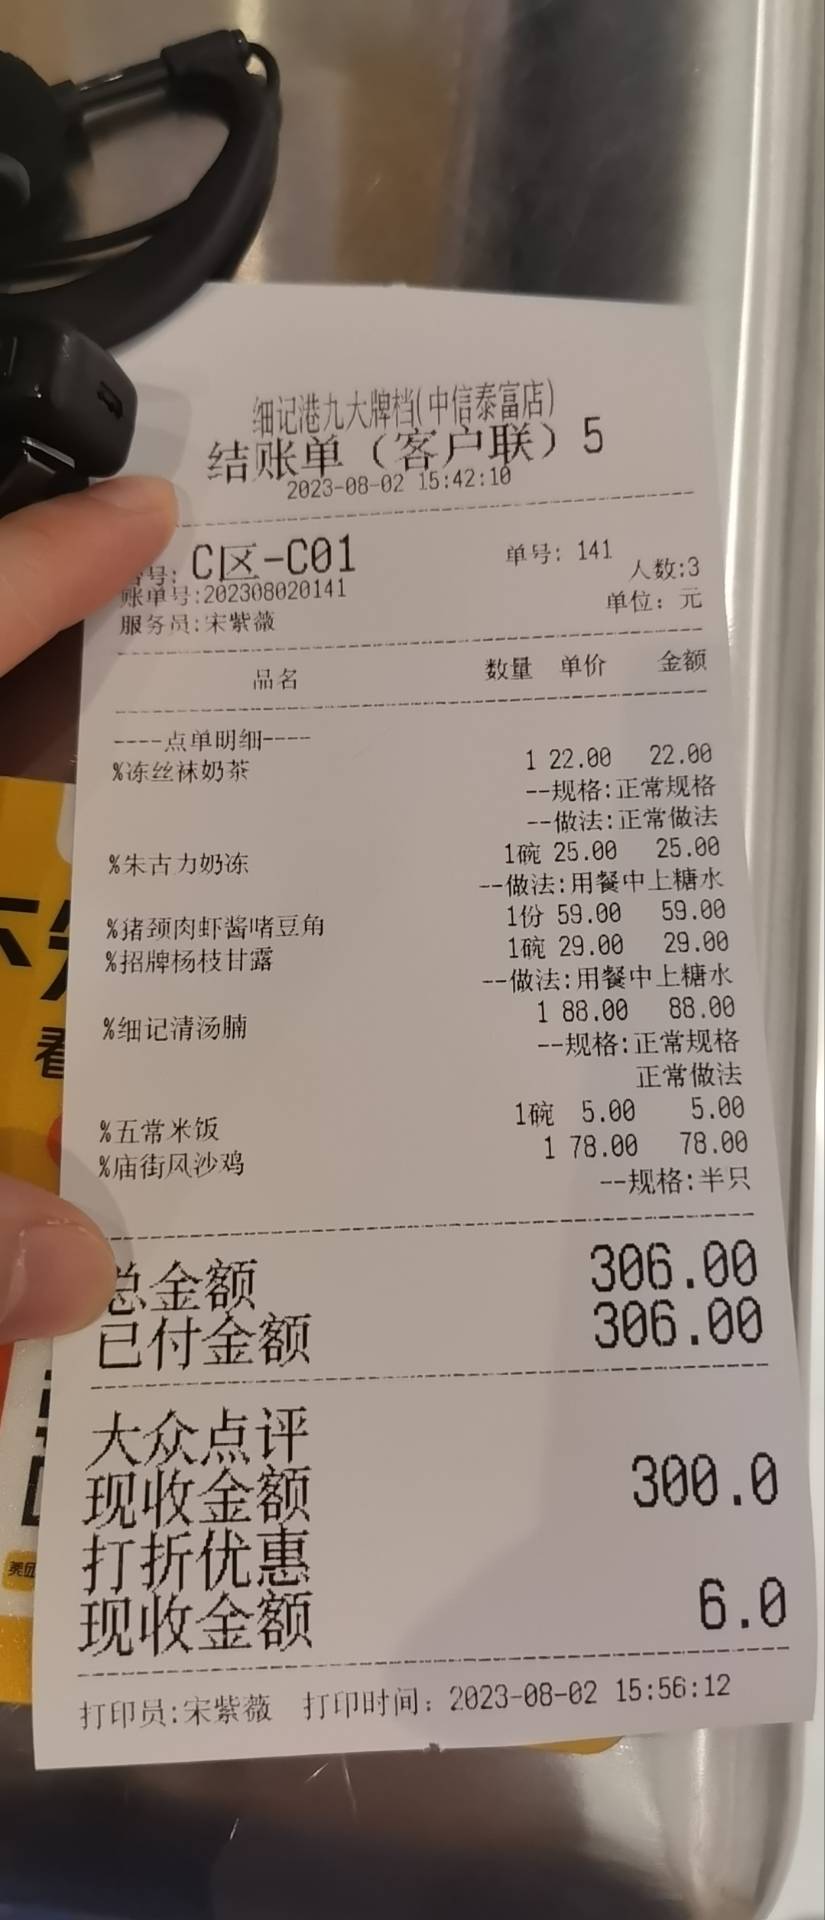 细记港九大牌档(中信泰富店)
结账单（客户联）5
2023-08-02 15:42:10
号: C区-C01 单号: 141
人数:3
账单号:202308020141
单位: 元
服务员:宋紫薇
品名 数量 单价 金额
----点单明细----
%冻丝袜奶茶 1 22.00 22.00
--规格:正常规格
--做法:正常做法
%朱古力奶冻 1碗 25.00 25.00
--做法:用餐中上糖水
%猪颈肉虾酱啫豆角 1份 59.00 59.00
%招牌杨枝甘露 1碗 29.00 29.00
--做法:用餐中上糖水
%细记清汤腩 1 88.00 88.00
--规格:正常规格
正常做法
%五常米饭 1碗 5.00 5.00
%庙街风沙鸡 1 78.00 78.00
--规格:半只
总金额 306.00
已付金额 306.00
大众点评
现收金额 300.0
打折优惠
现收金额 6.0
打印员:宋紫薇 打印时间: 2023-08-02 15:56:12